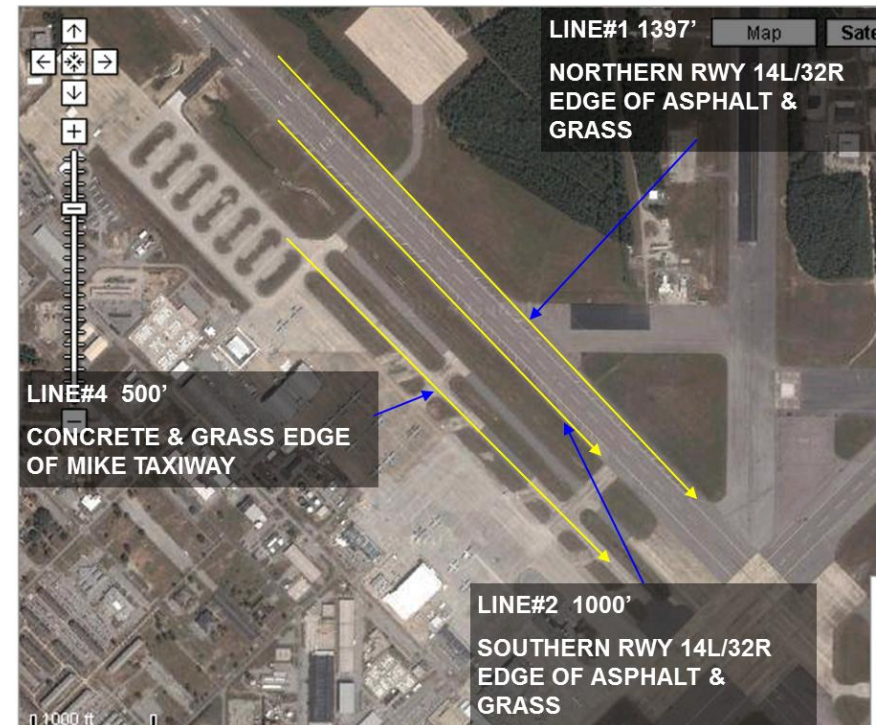 LINE#1 1397’
Map
Sate
NORTHERN RWY 14L/32R
EDGE OF ASPHALT &
GRASS
LINE#4 500’
CONCRETE & GRASS EDGE
OF MIKE TAXIWAY
LINE#2 1000’
SOUTHERN RWY 14L/32R
EDGE OF ASPHALT &
GRASS
1000 ft